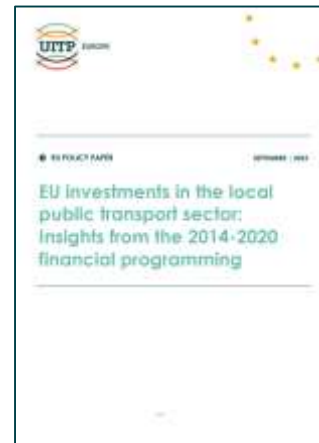 UITP EUROPE
EU POLICY PAPER
SEPTEMBER |
EU investments in the local
public transport sector:
Insights from the 2014-2020
financial programming